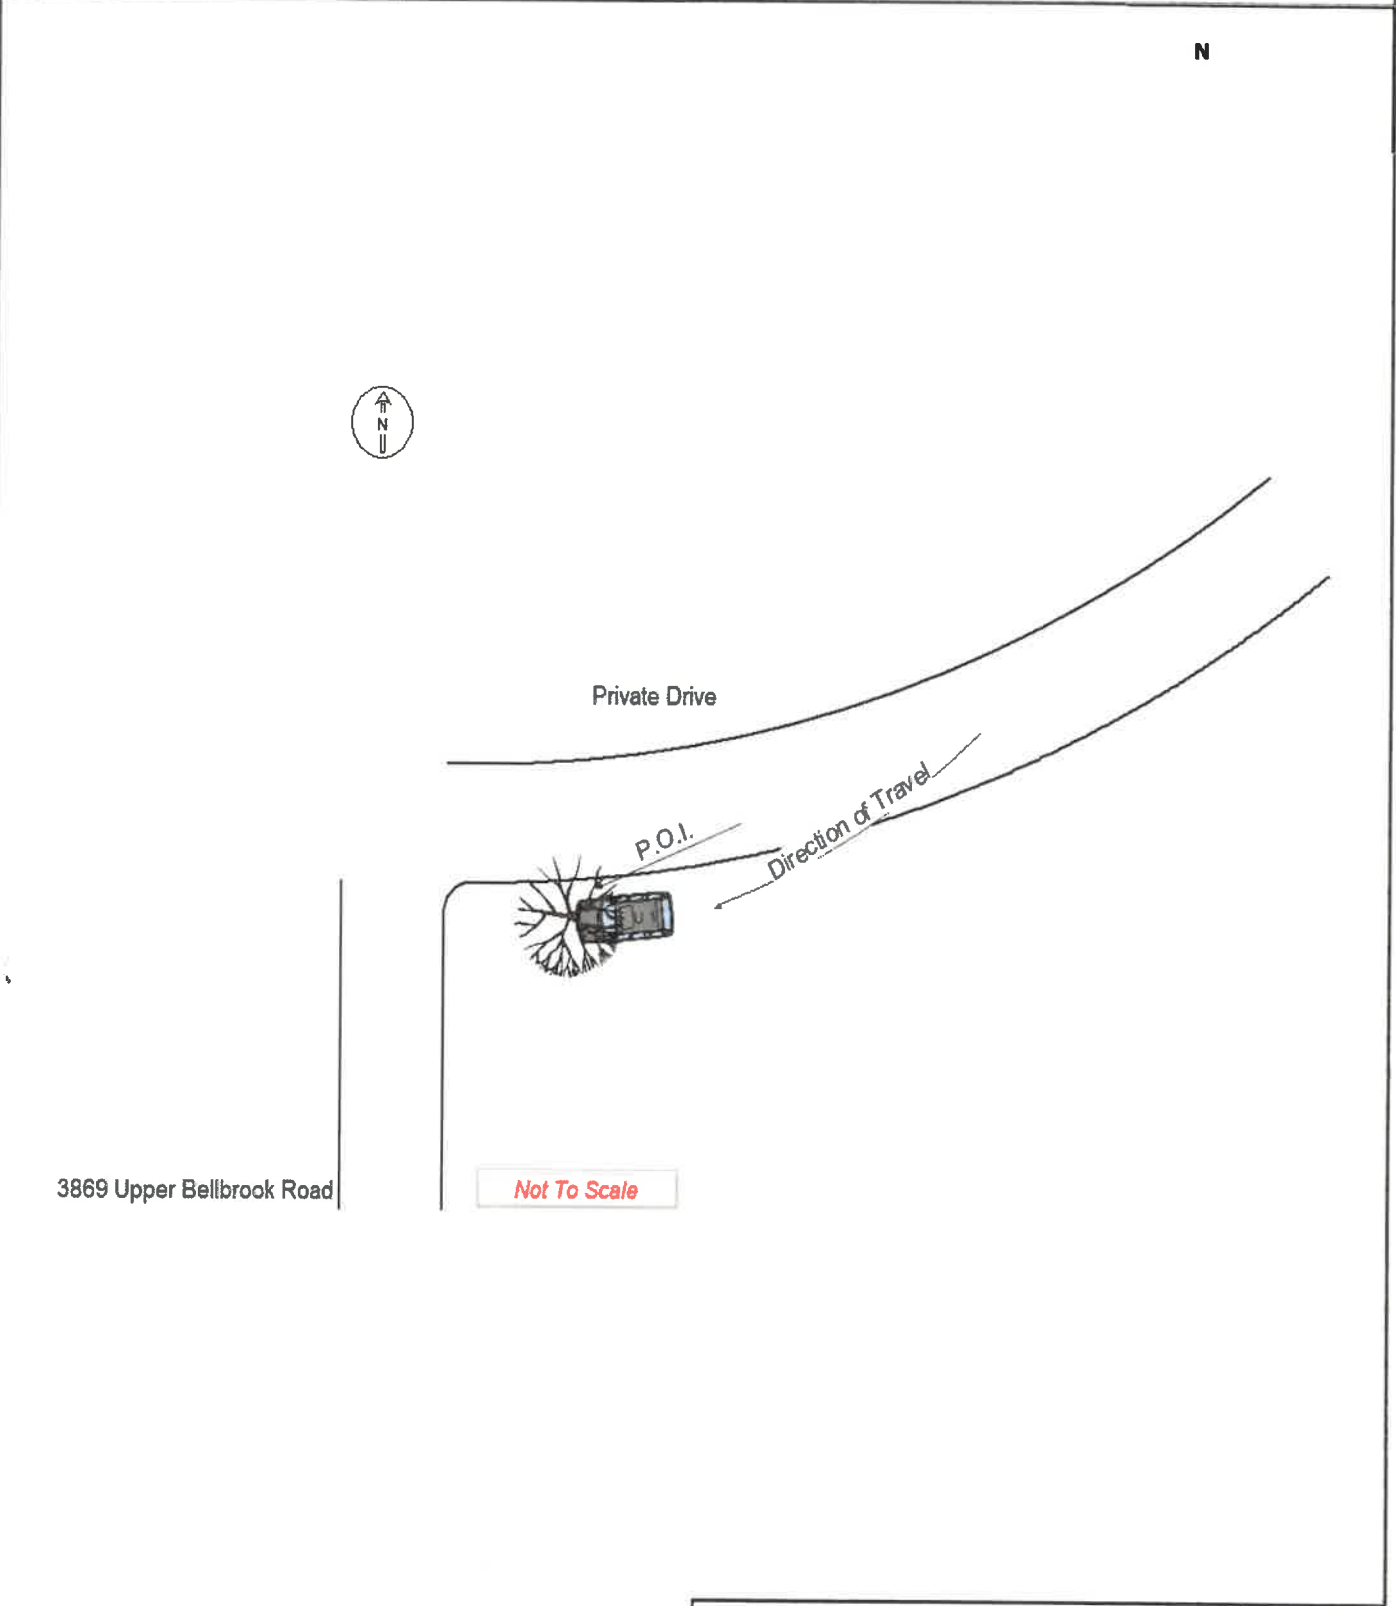 N
N
Private Drive
Direction of Travel
P.O.I.
3869 Upper Bellbrook Road
Not To Scale